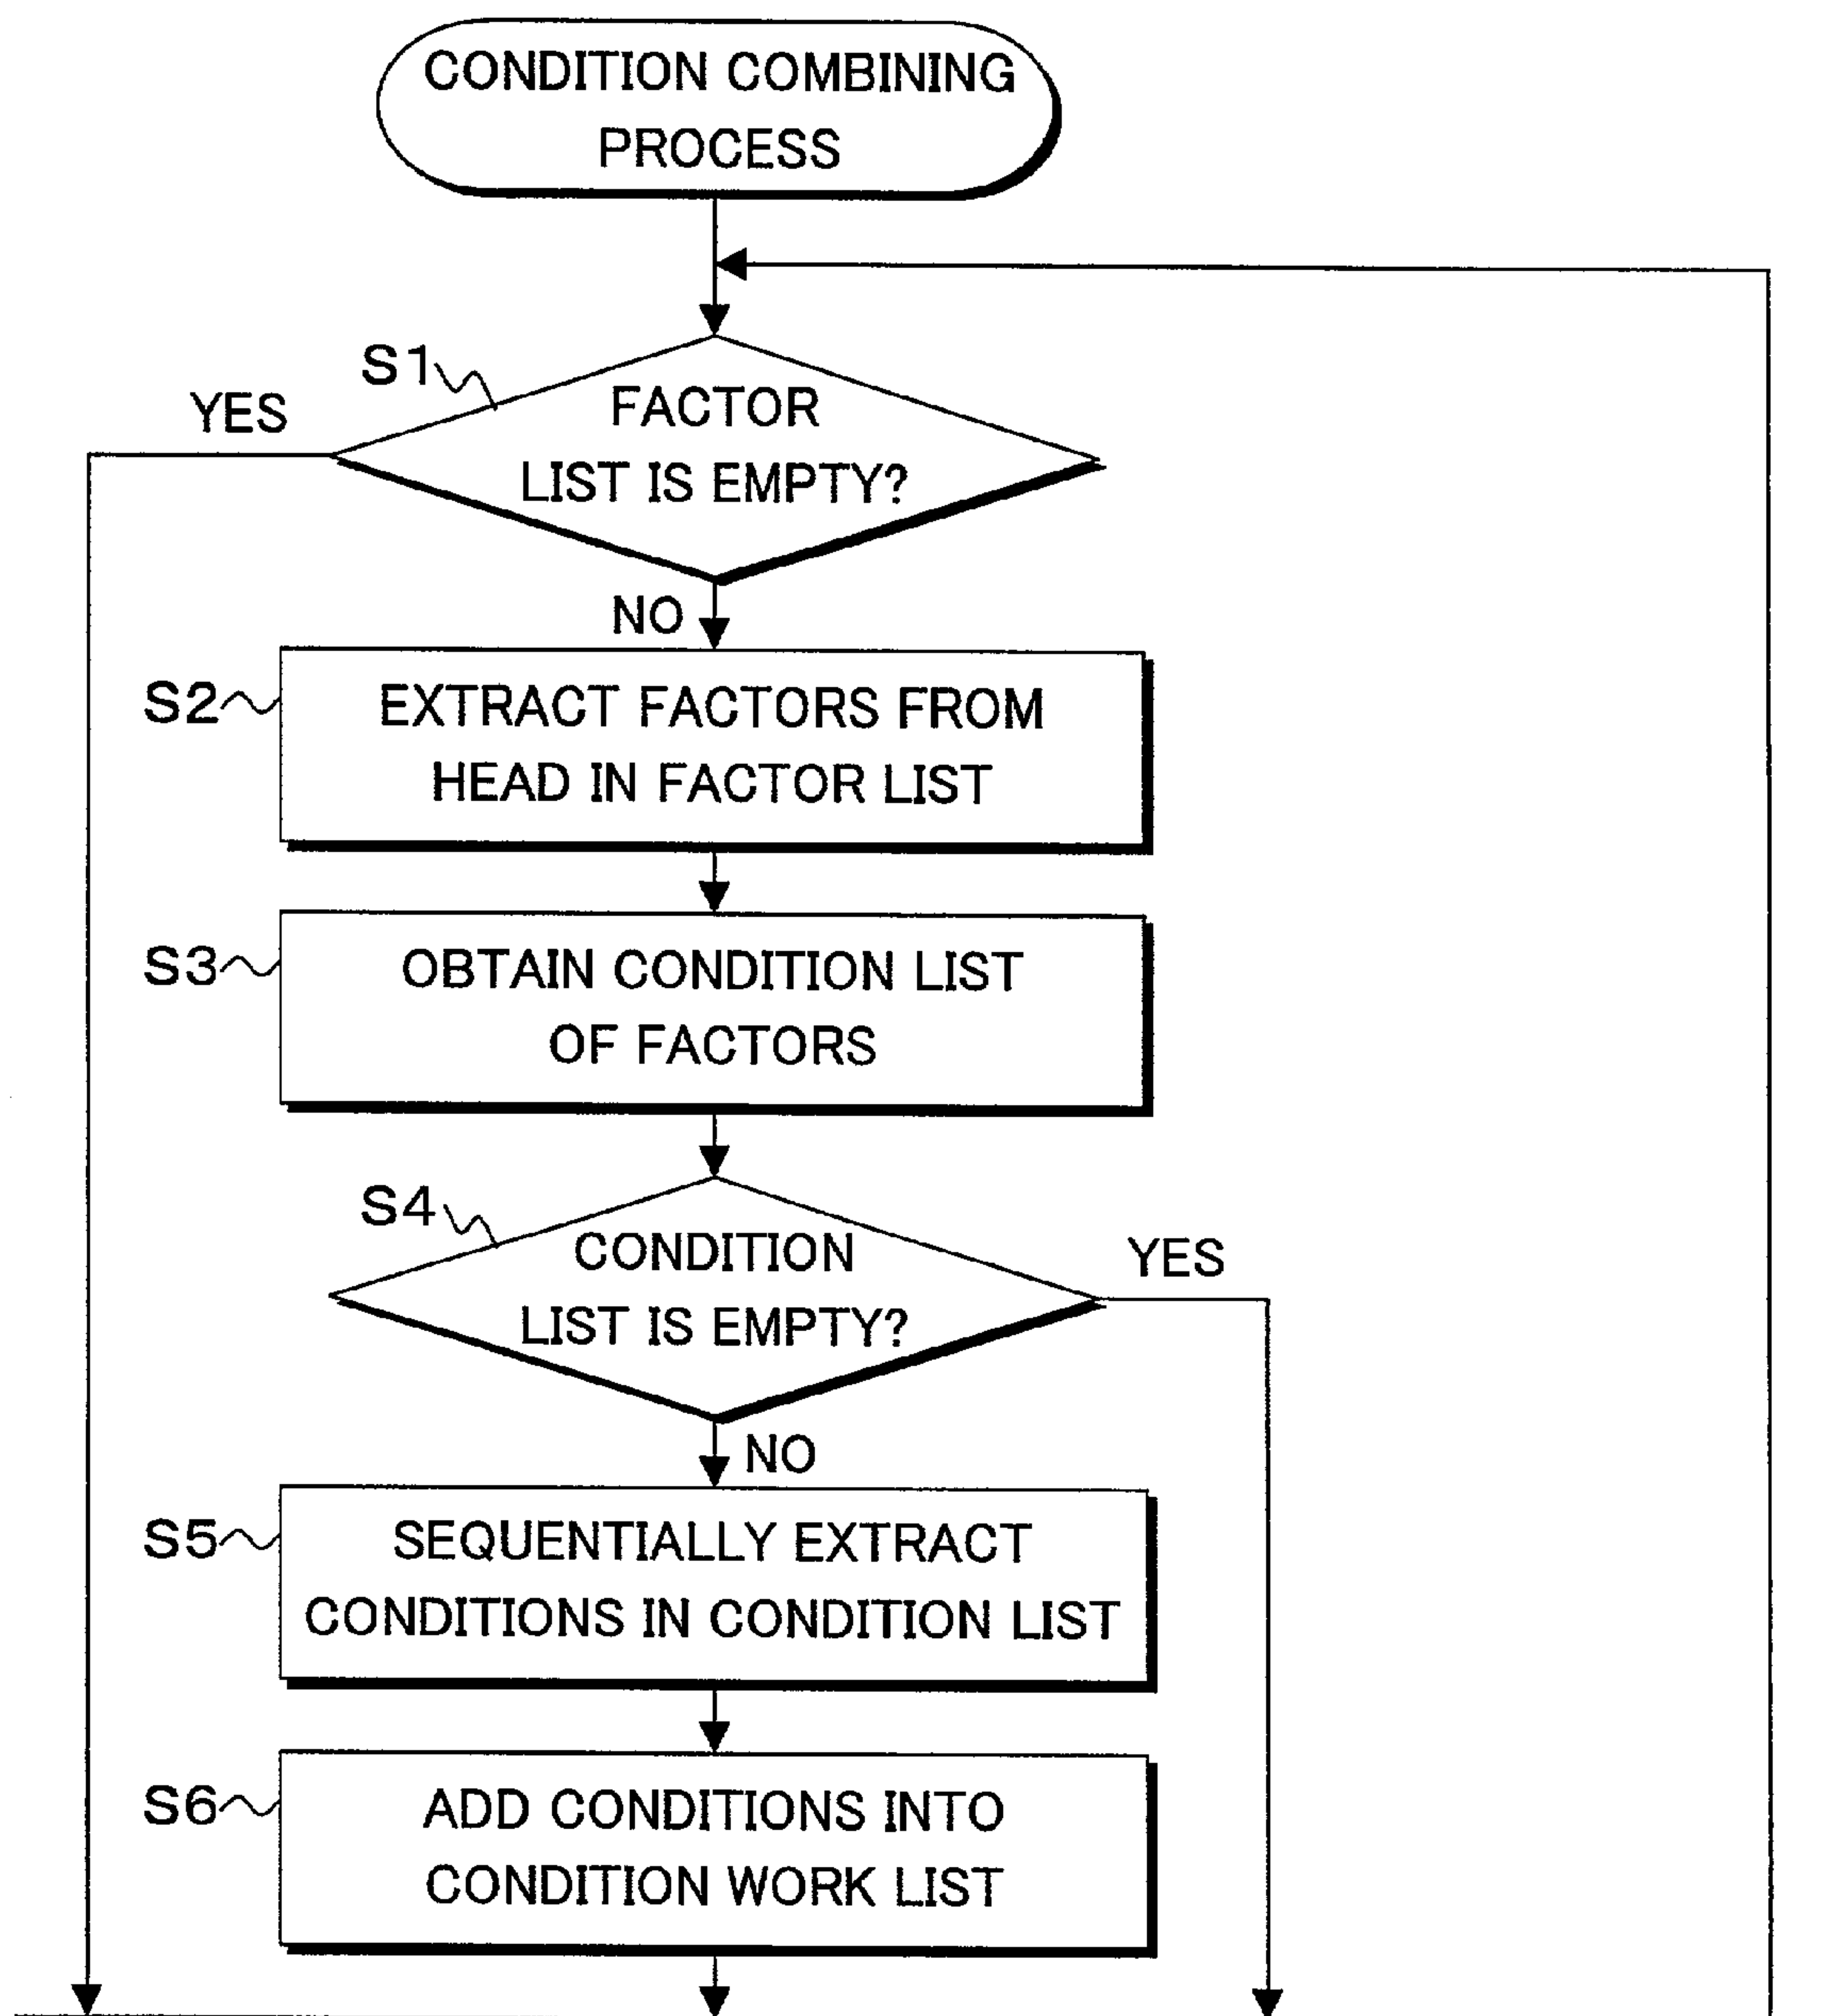 CONDITION COMBINING
PROCESS
S1
YES
FACTOR
LIST IS EMPTY?
NO
S2
EXTRACT FACTORS FROM
HEAD IN FACTOR LIST
S3
OBTAIN CONDITION LIST
OF FACTORS
S4
CONDITION
LIST IS EMPTY?
YES
NO
S5
SEQUENTIALLY EXTRACT
CONDITIONS IN CONDITION LIST
S6
ADD CONDITIONS INTO
CONDITION WORK LIST